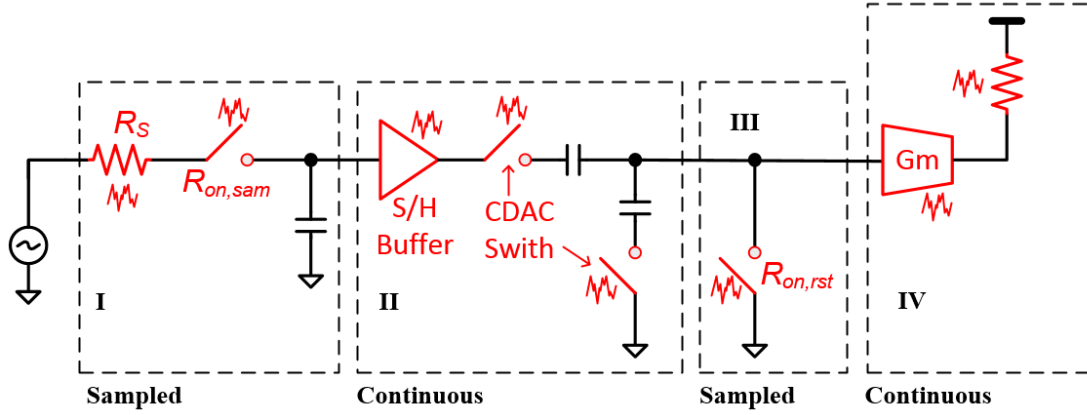 R_S
R_on,sam
I
Sampled
S/H
Buffer
CDAC
Swith
II
Continuous
III
R_on,rst
Sampled
Gm
IV
Continuous